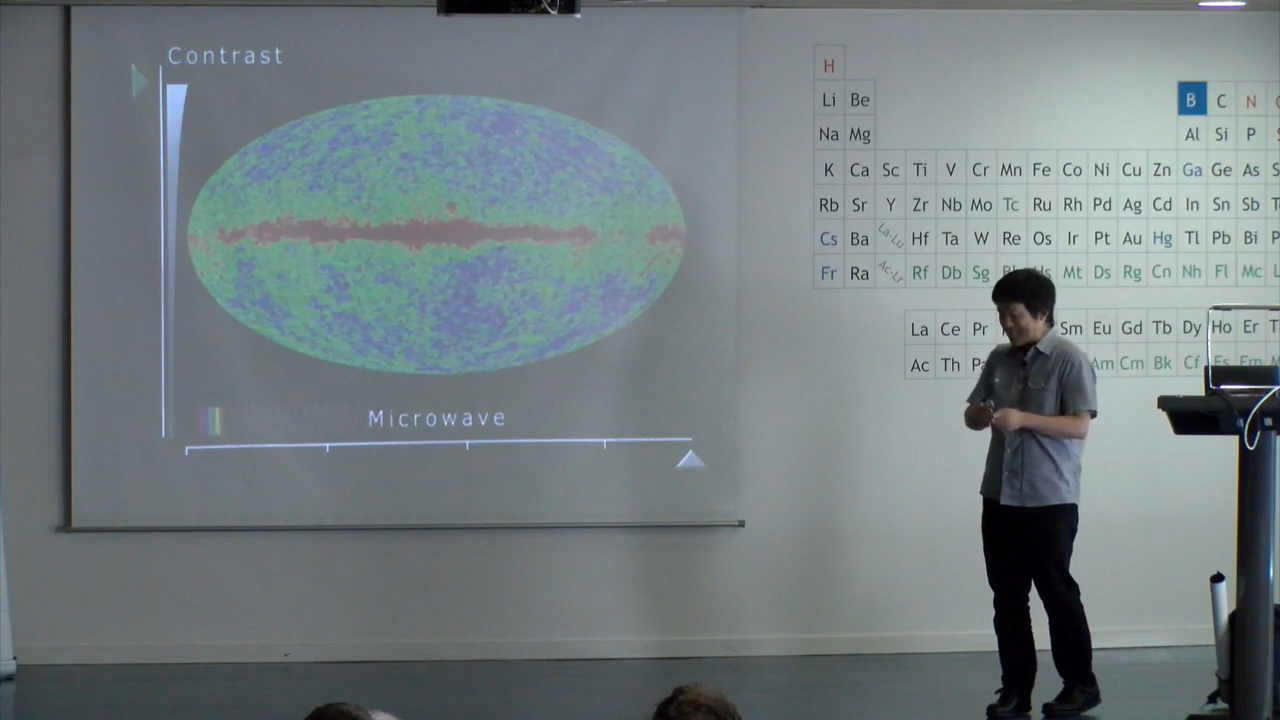 Contrast
Microwave
H
Li Be B C N
Na Mg Al Si P
K Ca Sc Ti V Cr Mn Fe Co Ni Cu Zn Ga Ge As
Rb Sr Y Zr Nb Mo Tc Ru Rh Pd Ag Cd In Sn Sb
Cs Ba La-Lu Hf Ta W Re Os Ir Pt Au Hg Tl Pb Bi
Fr Ra Ac-Lr Rf Db Sg Mt Ds Rg Cn Nh Fl Mc
La Ce Pr Sm Eu Gd Tb Dy Ho Er
Ac Th Am Cm Bk Cf Es Fm